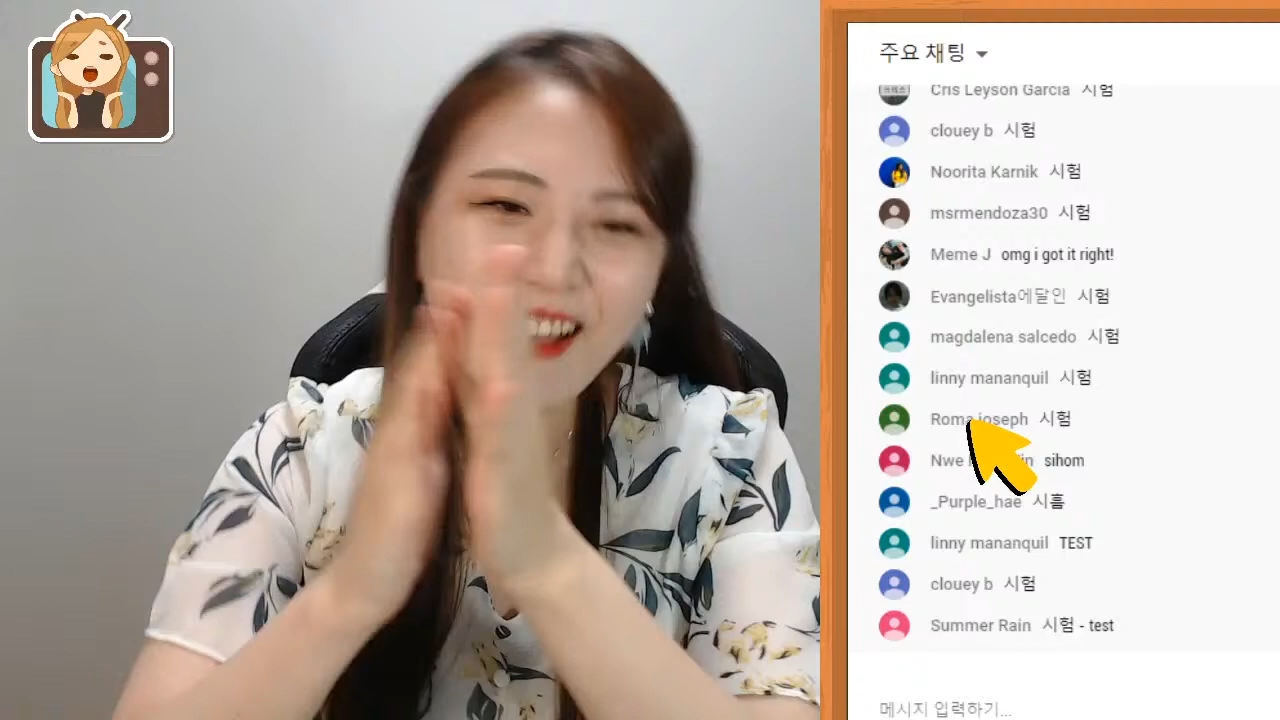 주요 채팅
Cris Leyson Garcia 시험
clouey b 시험
Noorita Karnik 시험
msrmendoza30 시험
Meme J omg i got it right!
Evangelista에달인 시험
magdalena salcedo 시험
linny mananquil 시험
Roma joseph 시험
Nwe sihom
_Purple_hae 시홈
linny mananquil TEST
clouey b 시험
Summer Rain 시험 - test
메시지 입력하기...